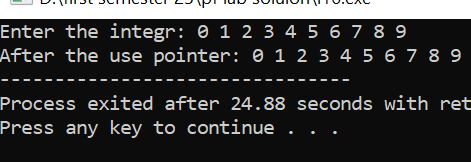 D:\first semester 25\pf lab solution\Pro.exe
Enter the integr: 0 1 2 3 4 5 6 7 8 9
After the use pointer: 0 1 2 3 4 5 6 7 8 9
--------------------------------
Process exited after 24.88 seconds with ret
Press any key to continue . . .